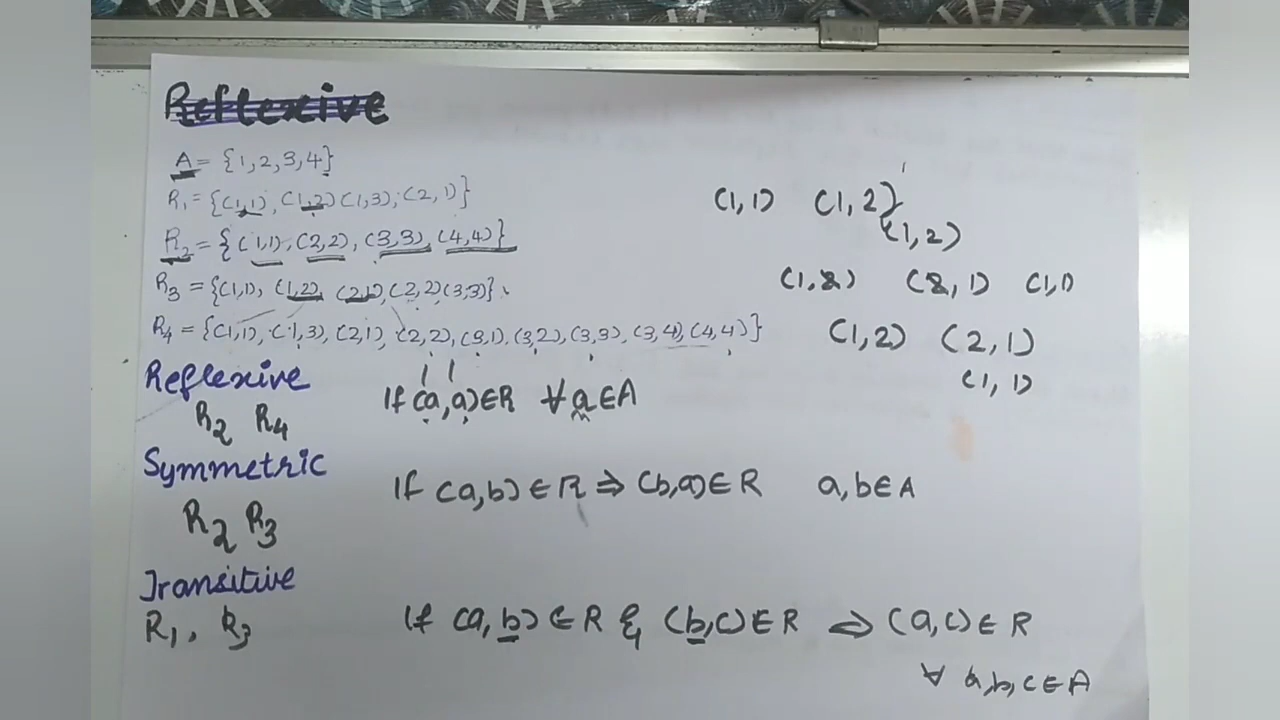 Reflexive
A = {1,2,3,4}
R1 = {(1,1), (1,2) (1,3), (2,1)}
R2 = {(1,1), (2,2), (3,3), (4,4)}
R3 = {(1,1), (1,2), (2,1), (2,2) (3,3)}
R4 = {(1,1), (1,3), (2,1), (2,2), (3,1), (3,2), (3,3), (3,4), (4,4)}
(1,1) (1,2)
(1,2)
(1,2) (2,1) (1,1)
(1,2) (2,1)
(1,1)
Reflexive If (a,a) ∈ R ∀ a ∈ A
R2 R4
Symmetric If (a,b) ∈ R ⇒ (b,a) ∈ R a,b ∈ A
R2 R3
Transitive
R1, R3 If (a,b) ∈ R & (b,c) ∈ R ⇒ (a,c) ∈ R
∀ a,b,c ∈ A